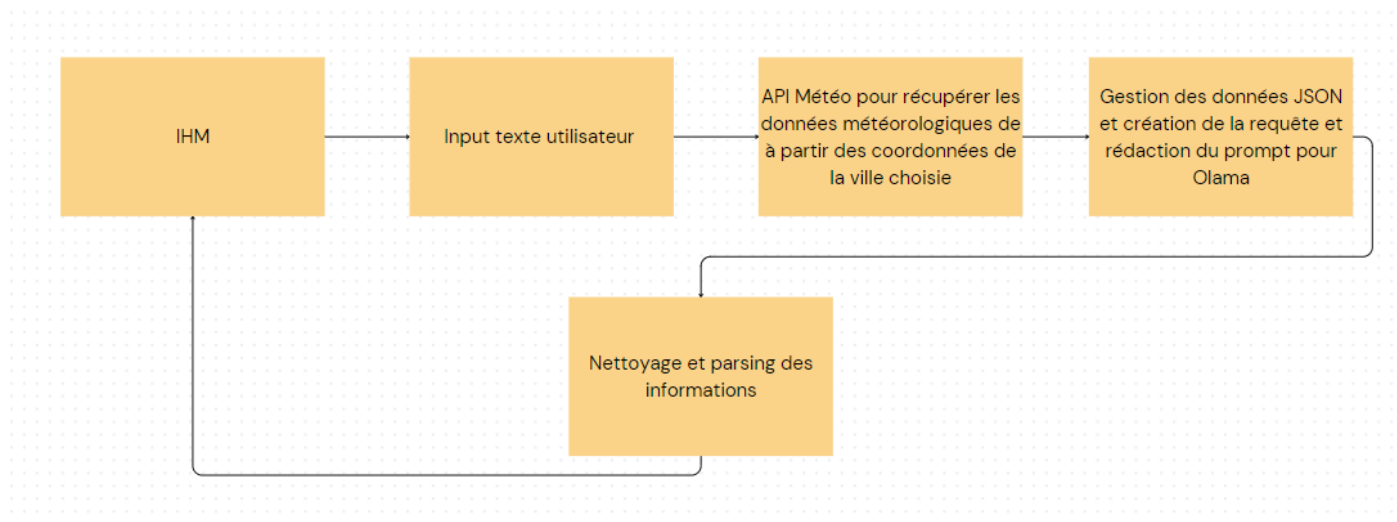 IHM
Input texte utilisateur
API Météo pour récupérer les
données météorologiques de
à partir des coordonnées de
la ville choisie
Gestion des données JSON
et création de la requête et
rédaction du prompt pour
Olama
Nettoyage et parsing des
informations